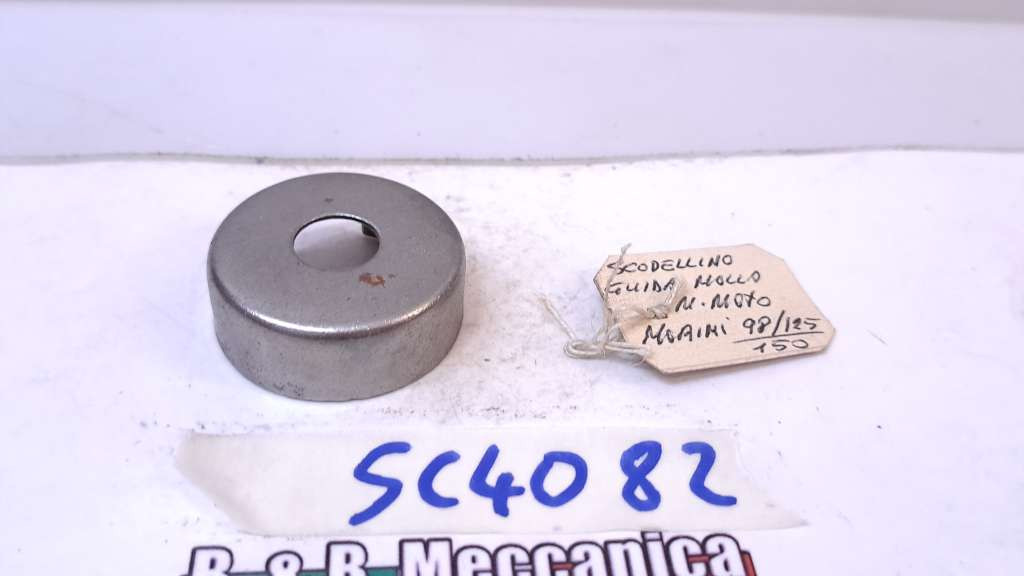 SCODELLINO
GUIDA MOLLA
M. MOTO
MORINI 98/125
150
SC4082
R & B Meccanica